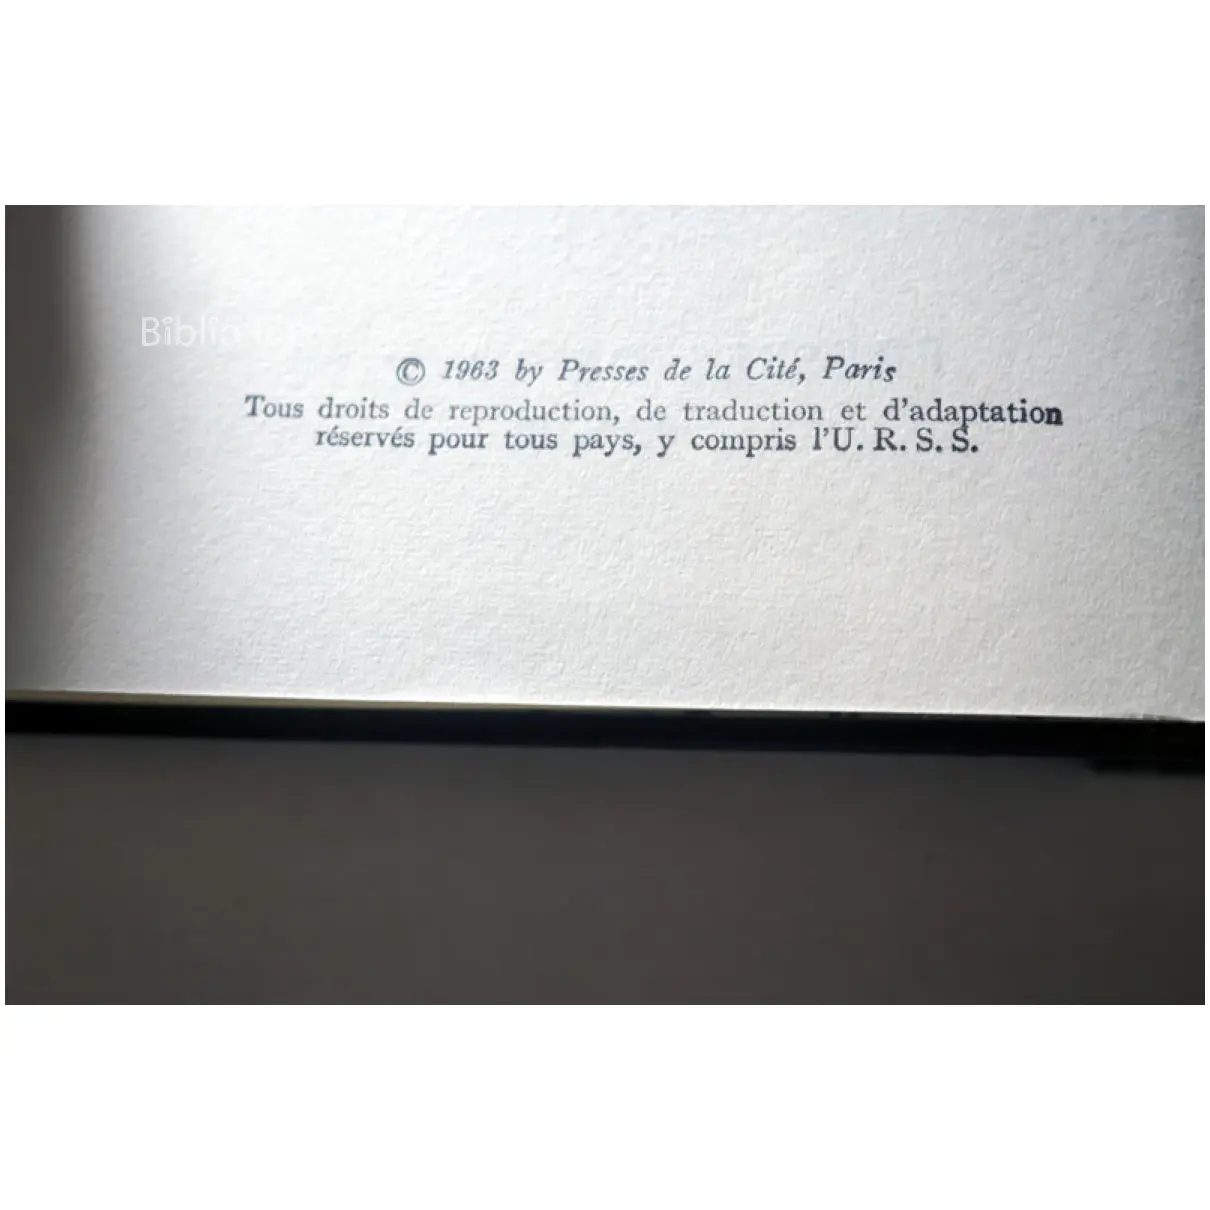 © 1963 by Presses de la Cité, Paris
Tous droits de reproduction, de traduction et d'adaptation
réservés pour tous pays, y compris l'U. R. S. S.